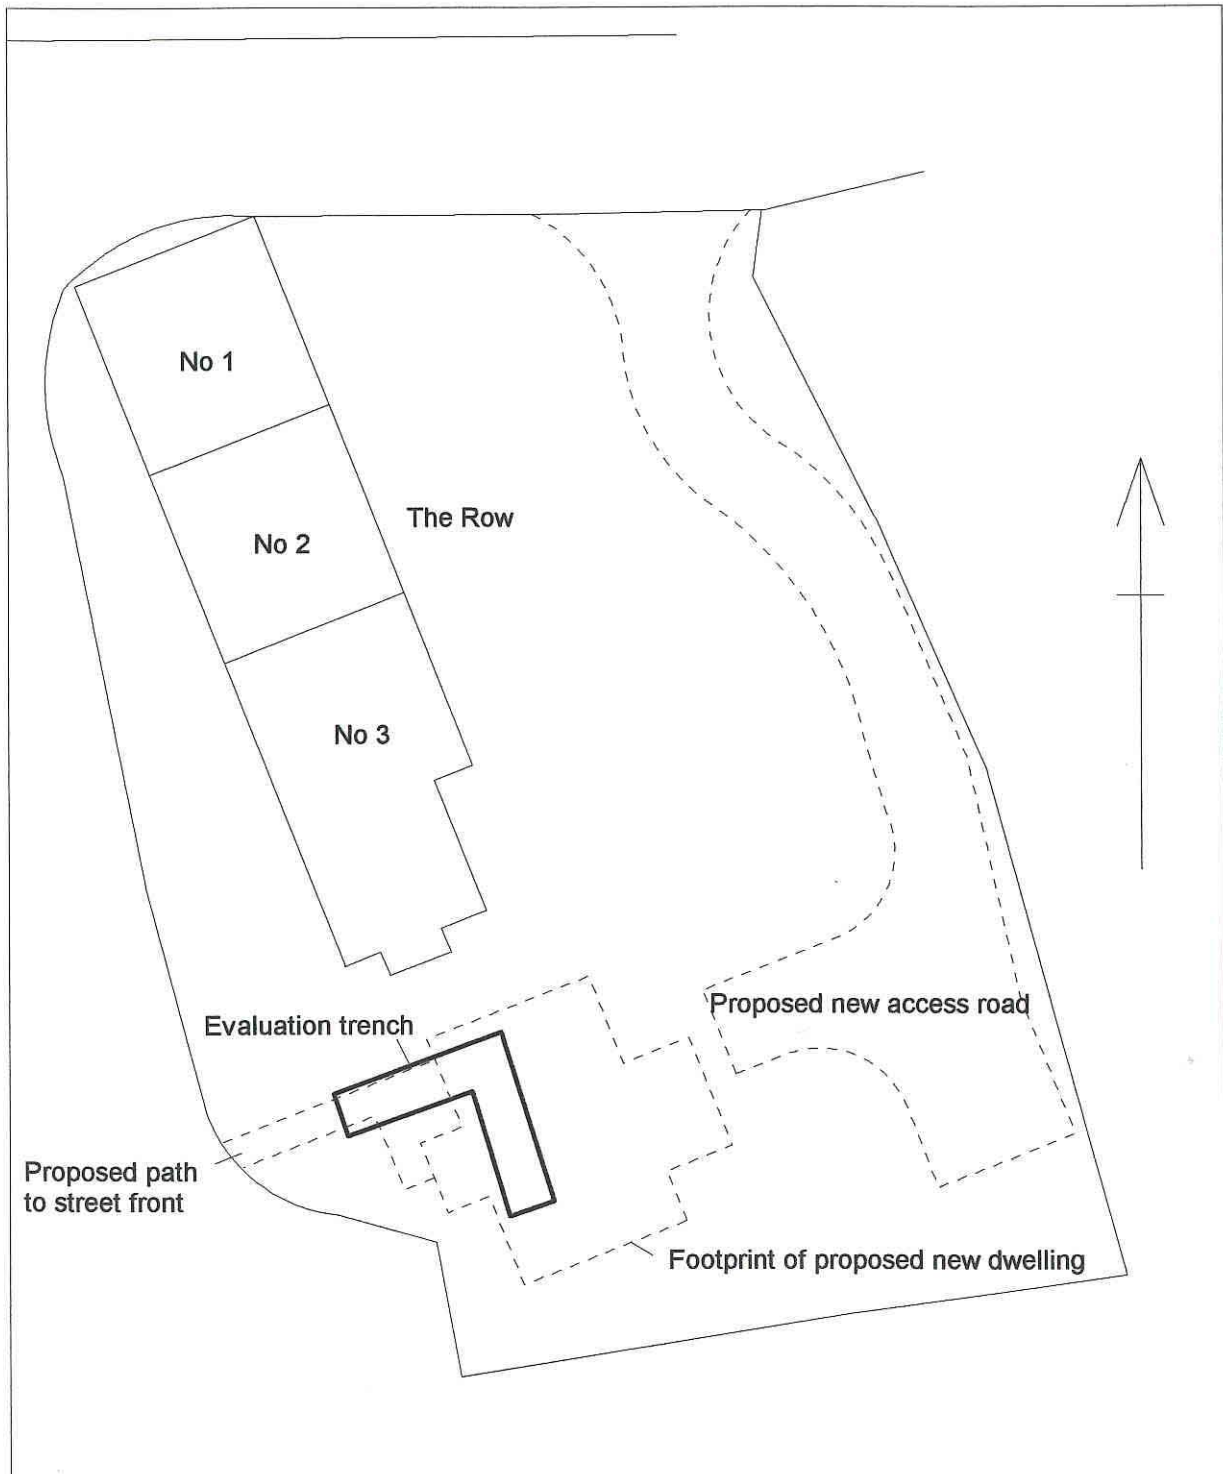 No 1
The Row
No 2
No 3
Proposed new access road
Evaluation trench
Proposed path
to street front
Footprint of proposed new dwelling